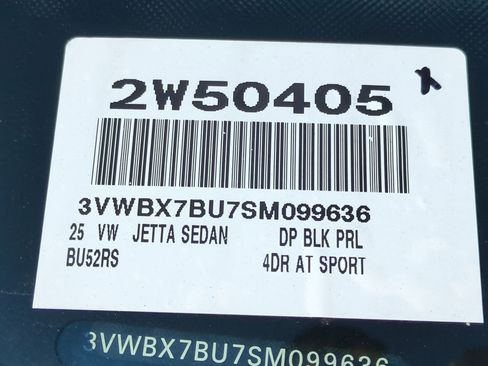 2W50405
3VWBX7BU7SM099636
25 VW JETTA SEDAN DP BLK PRL
BU52RS 4DR AT SPORT
3VWBX7BU7SM099636